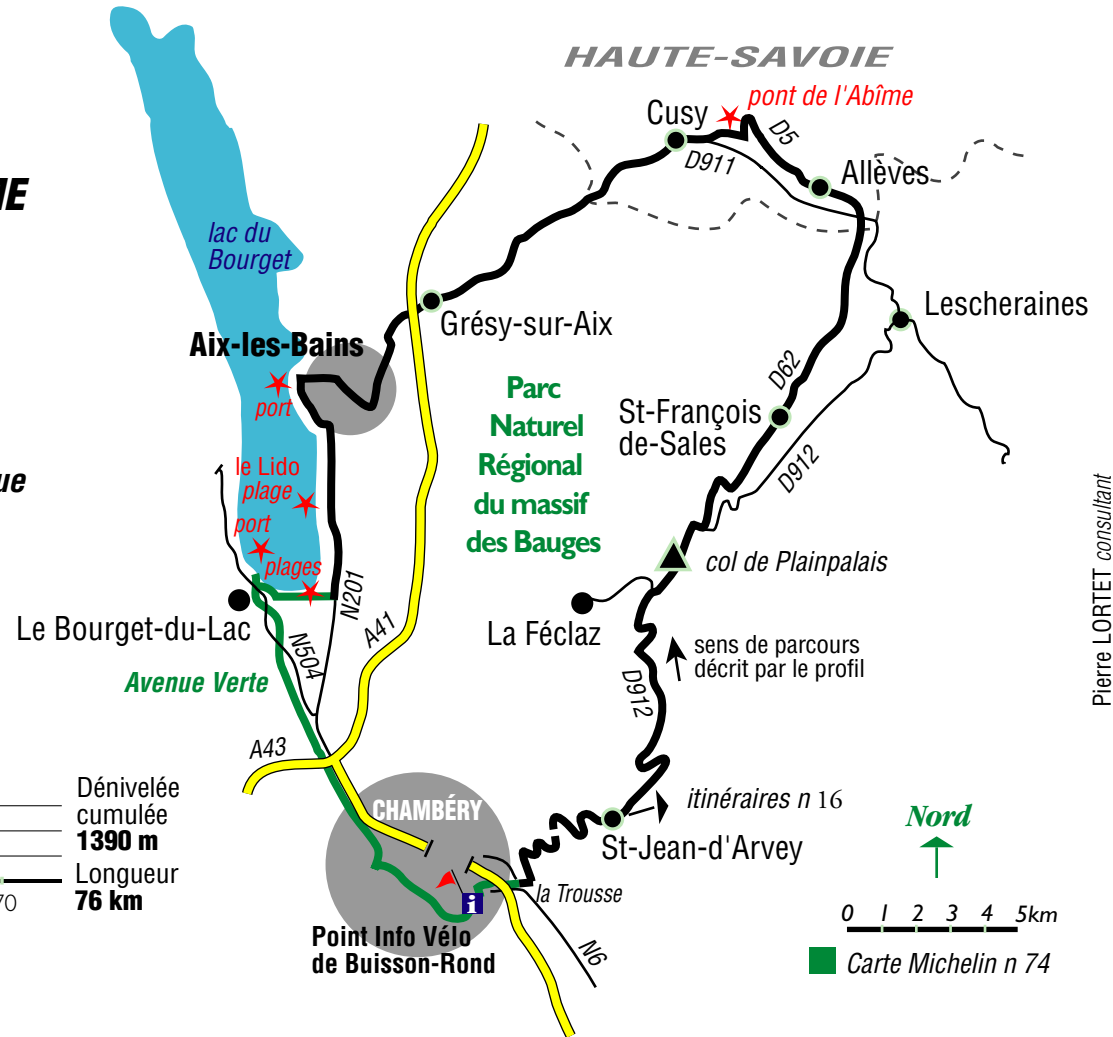 HAUTE-SAVOIE
pont de l'Abîme
Cusy
D5
D911
Allèves
lac du
Bourget
Lescheraines
Grésy-sur-Aix
Aix-les-Bains
port
D62
Parc
Naturel
Régional
du massif
des Bauges
St-François
de-Sales
D912
le Lido
plage
port
plages
col de Plainpalais
N201
Le Bourget-du-Lac
La Féclaz
N504
A41
sens de parcours
décrit par le profil
Avenue Verte
D912
A43
Dénivelée
cumulée
1390 m
Longueur
76 km
70
CHAMBÉRY
itinéraires n 16
St-Jean-d'Arvey
la Trousse
i
Point Info Vélo
de Buisson-Rond
N6
Nord
0 1 2 3 4 5km
Carte Michelin n 74
Pierre LORTET consultant